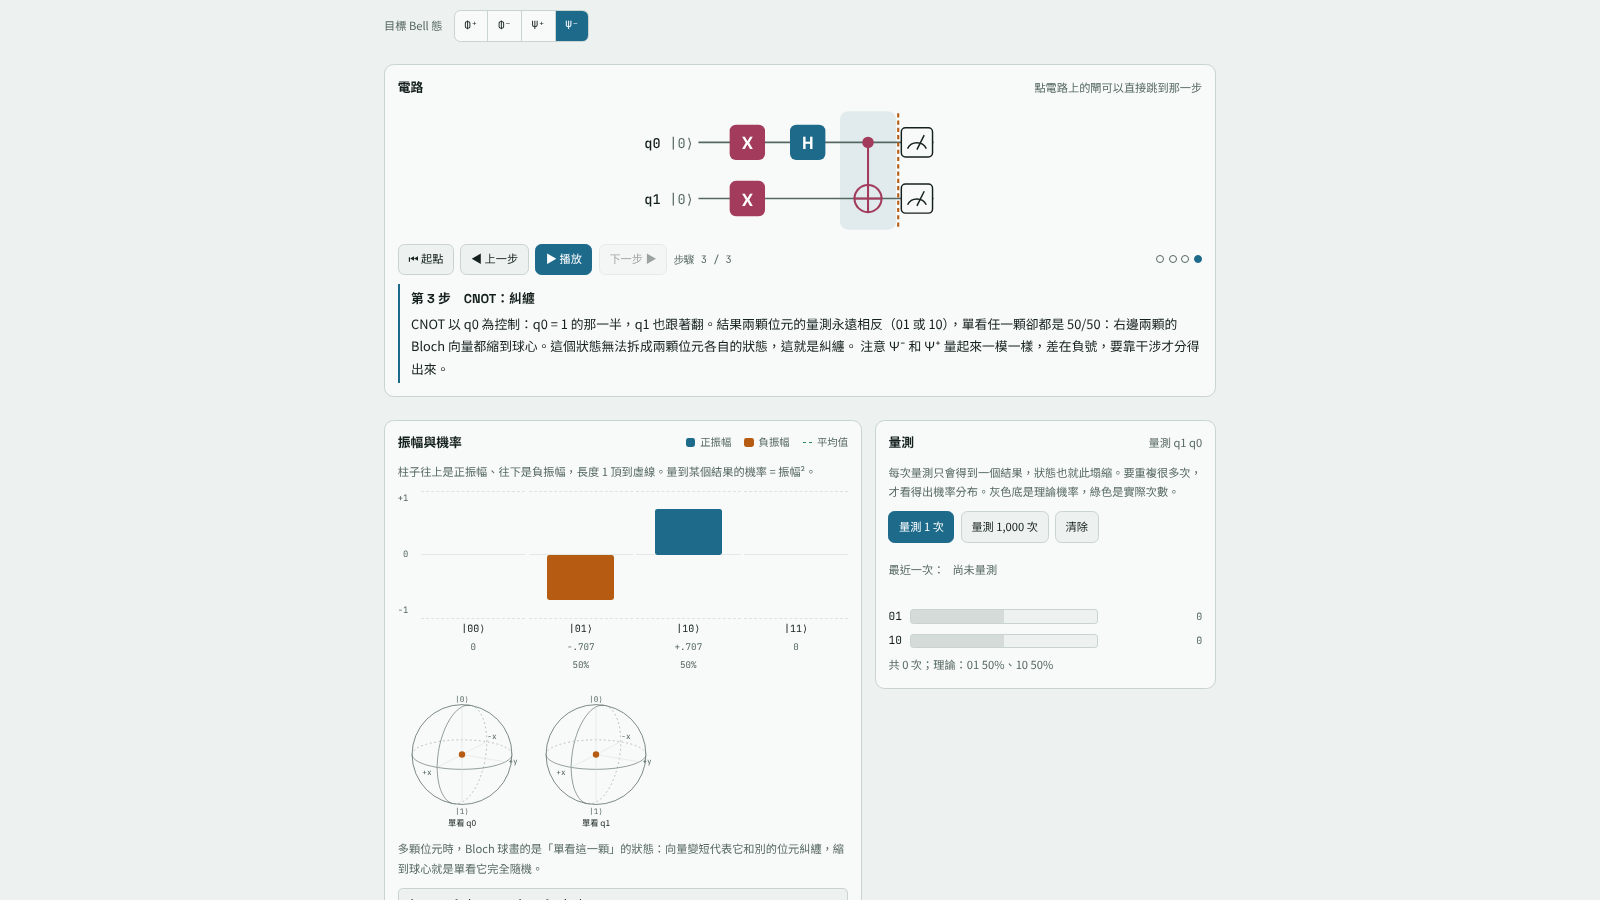 目標 Bell 態 Φ⁺ Φ⁻ Ψ⁺ Ψ⁻
電路
點電路上的閘可以直接跳到那一步
q0 |0⟩ X H
q1 |0⟩ X
⏮ 起點 ◀ 上一步 ▶ 播放 下一步 ▶ 步驟 3 / 3
第 3 步 CNOT：糾纏
CNOT 以 q0 為控制：q0 = 1 的那一半，q1 也跟著翻。結果兩顆位元的量測永遠相反（01 或 10），單看任一顆卻都是 50/50：右邊兩顆的
Bloch 向量都縮到球心。這個狀態無法拆成兩顆位元各自的狀態，這就是糾纏。 注意 Ψ⁻ 和 Ψ⁺ 量起來一模一樣，差在負號，要靠干涉才分得
出來。
振幅與機率
正振幅 負振幅 平均值
柱子往上是正振幅、往下是負振幅，長度 1 頂到虛線。量到某個結果的機率 = 振幅²。
+1
0
-1
|00⟩ |01⟩ |10⟩ |11⟩
0 -.707 +.707 0
50% 50%
|0⟩ |0⟩
-x -x
+y +y
+x +x
|1⟩ |1⟩
單看 q0 單看 q1
多顆位元時，Bloch 球畫的是「單看這一顆」的狀態：向量變短代表它和別的位元糾纏，縮
到球心就是單看它完全隨機。
量測
量測 q1 q0
每次量測只會得到一個結果，狀態也就此塌縮。要重複很多次，
才看得出機率分布。灰色底是理論機率，綠色是實際次數。
量測 1 次 量測 1,000 次 清除
最近一次： 尚未量測
01 0
10 0
共 0 次；理論：01 50%、10 50%